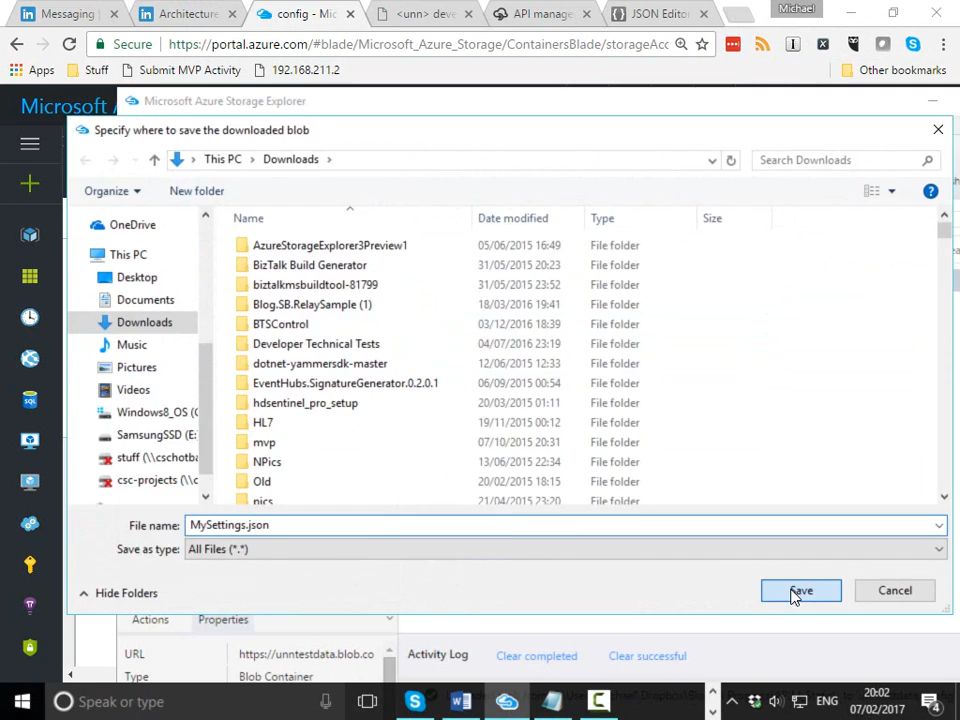 Messaging |
Architecture
config - Mic
<unn> deve
API manage
JSON Editor
Michael
Secure
https://portal.azure.com/#blade/Microsoft_Azure_Storage/ContainersBlade/storageAcc
Apps
Stuff
Submit MVP Activity
192.168.211.2
Other bookmarks
Microsoft A
Microsoft Azure Storage Explorer
Specify where to save the downloaded blob
This PC > Downloads >
Search Downloads
Organize
New folder
Name
Date modified
Type
Size
OneDrive
This PC
Desktop
Documents
Downloads
Music
Pictures
Videos
Windows8_OS (
SamsungSSD (E:
stuff (\\cschotba
csc-projects (\\c
AzureStorageExplorer3Preview1 05/06/2015 16:49 File folder
BizTalk Build Generator 31/05/2015 20:23 File folder
biztalkmsbuildtool-81799 31/05/2015 23:52 File folder
Blog.SB.RelaySample (1) 18/03/2016 19:41 File folder
BTSControl 03/12/2016 18:39 File folder
Developer Technical Tests 04/07/2016 23:19 File folder
dotnet-yammersdk-master 12/06/2015 12:33 File folder
EventHubs.SignatureGenerator.0.2.0.1 06/09/2015 00:54 File folder
hdsentinel_pro_setup 20/03/2015 01:11 File folder
HL7 19/11/2015 00:12 File folder
mvp 07/10/2015 20:31 File folder
NPics 13/06/2015 22:34 File folder
Old 20/02/2015 18:15 File folder
pics 21/04/2015 23:20 File folder
File name: MySettings.json
Save as type: All Files (*.*)
Hide Folders
Save
Cancel
Actions
Properties
URL https://unntestdata.blob.co
Type Blob Container
Activity Log
Clear completed
Clear successful
Speak or type
ENG
20:02
07/02/2017
4